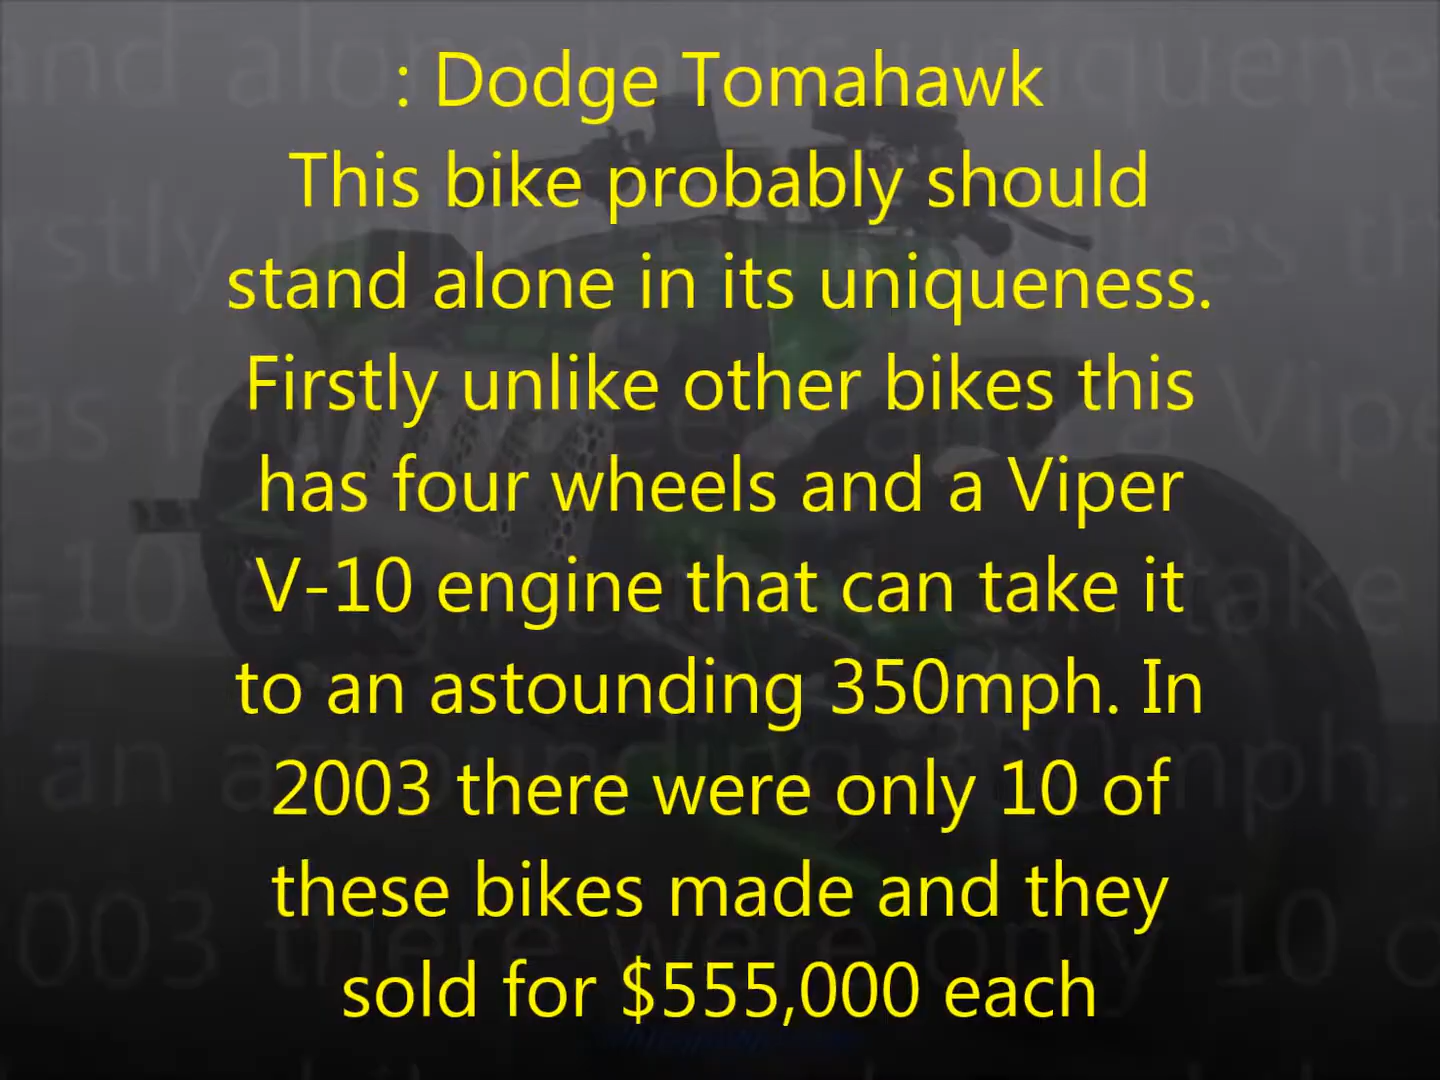 : Dodge Tomahawk
This bike probably should
stand alone in its uniqueness.
Firstly unlike other bikes this
has four wheels and a Viper
V-10 engine that can take it
to an astounding 350mph. In
2003 there were only 10 of
these bikes made and they
sold for $555,000 each